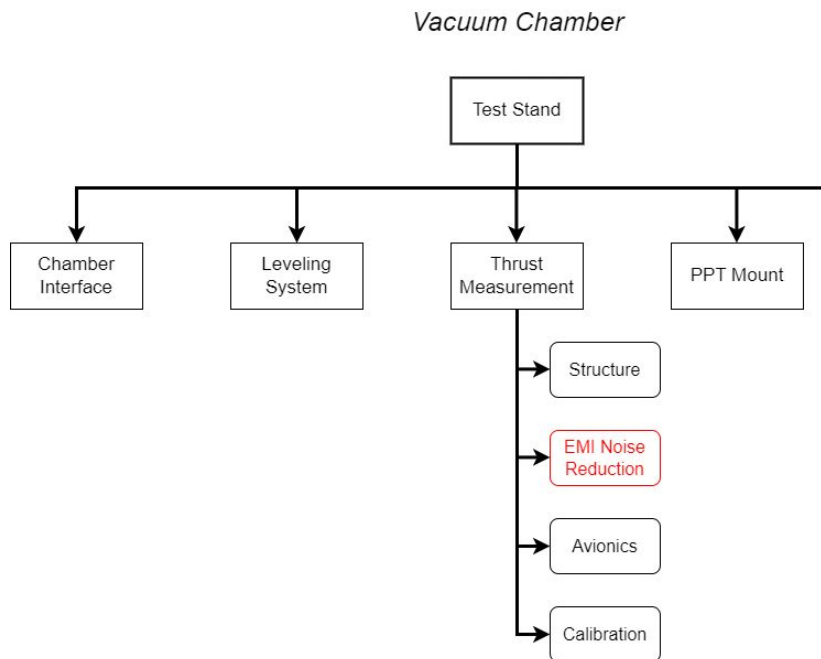 Vacuum Chamber
Test Stand
Chamber
Interface
Leveling
System
Thrust
Measurement
PPT Mount
Structure
EMI Noise
Reduction
Avionics
Calibration